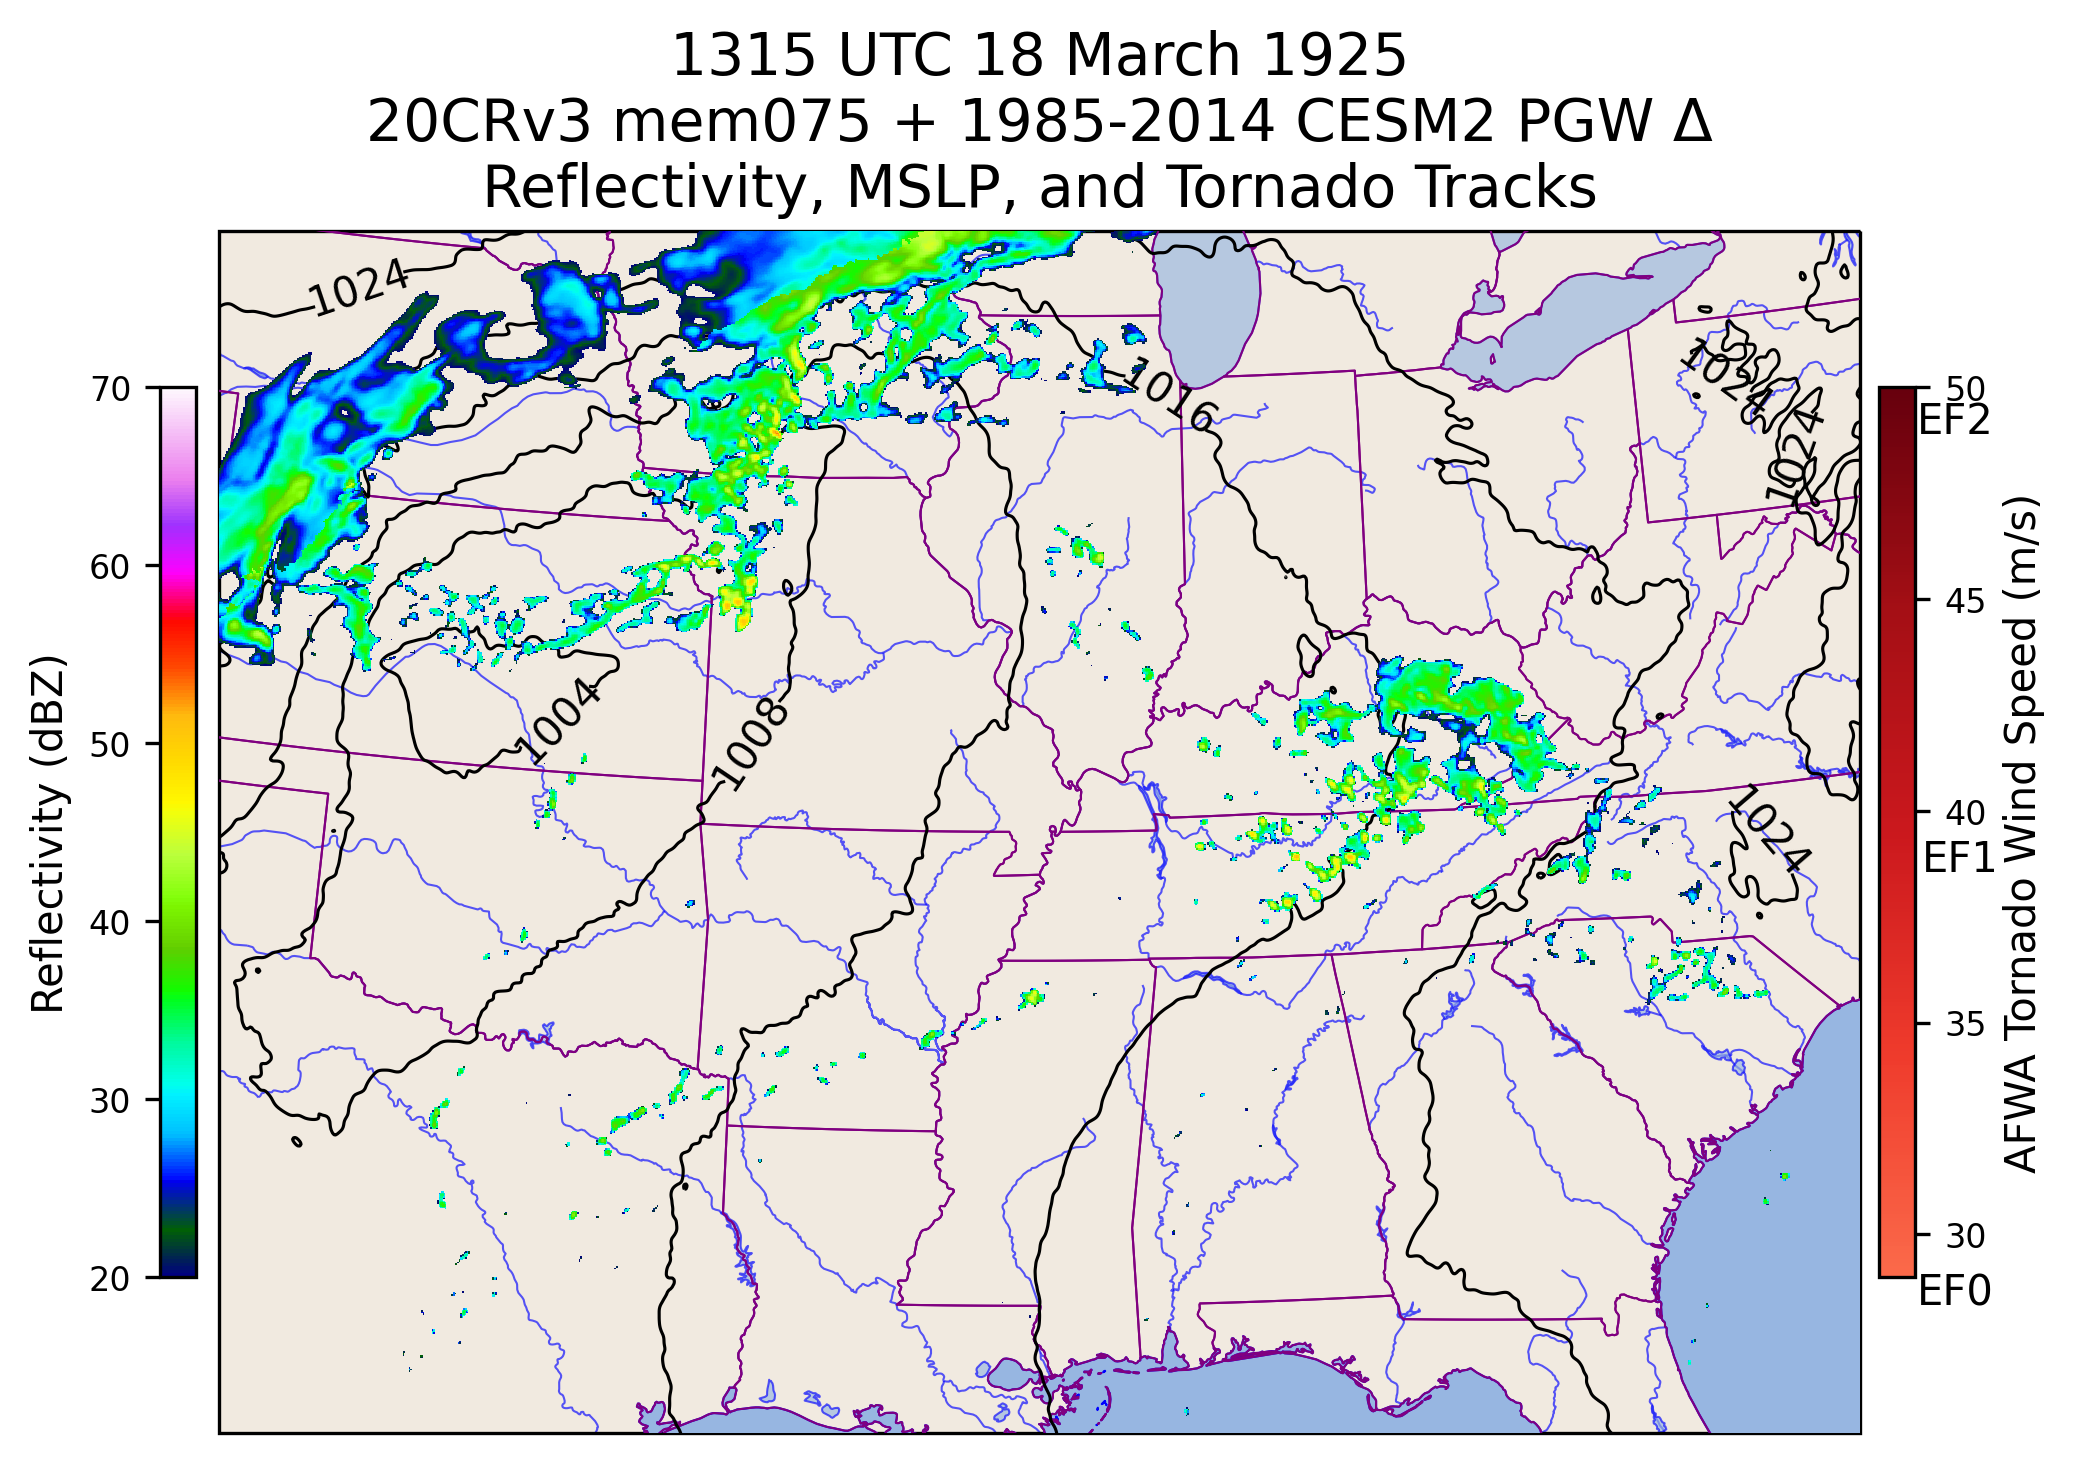 1315 UTC 18 March 1925
20CRv3 mem075 + 1985-2014 CESM2 PGW Δ
Reflectivity, MSLP, and Tornado Tracks
1024
1016
1024
1024
1004
1008
1024
Reflectivity (dBZ)
70
60
50
40
30
20
50
EF2
45
40
EF1
35
30
EF0
AFWA Tornado Wind Speed (m/s)